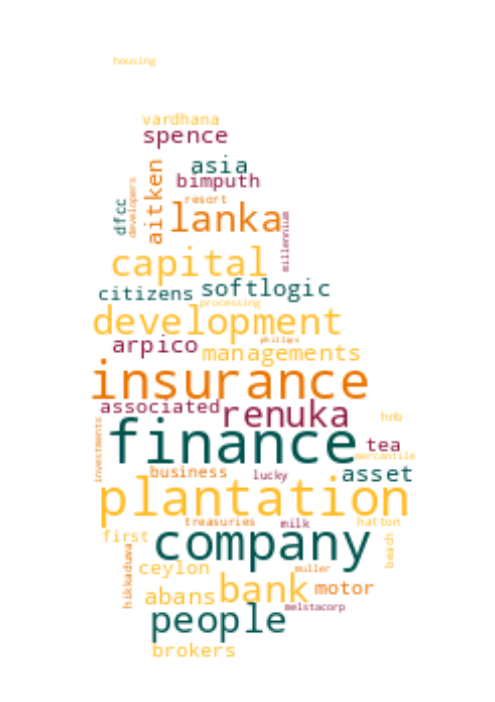 housing
vardhana
spence
asia
aitken
bimputh
developers
resort
dfcc
lanka
millennium
capital
softlogic
citizens
processing
development
phillips
arpico
managements
insurance
associated
renuka
hnb
investments
finance
tea
mercantile
business
lucky
asset
plantation
treasuries
milk
hatton
first
company
beach
hikkaduwa
ceylon
muller
abans
bank
motor
melstacorp
people
brokers